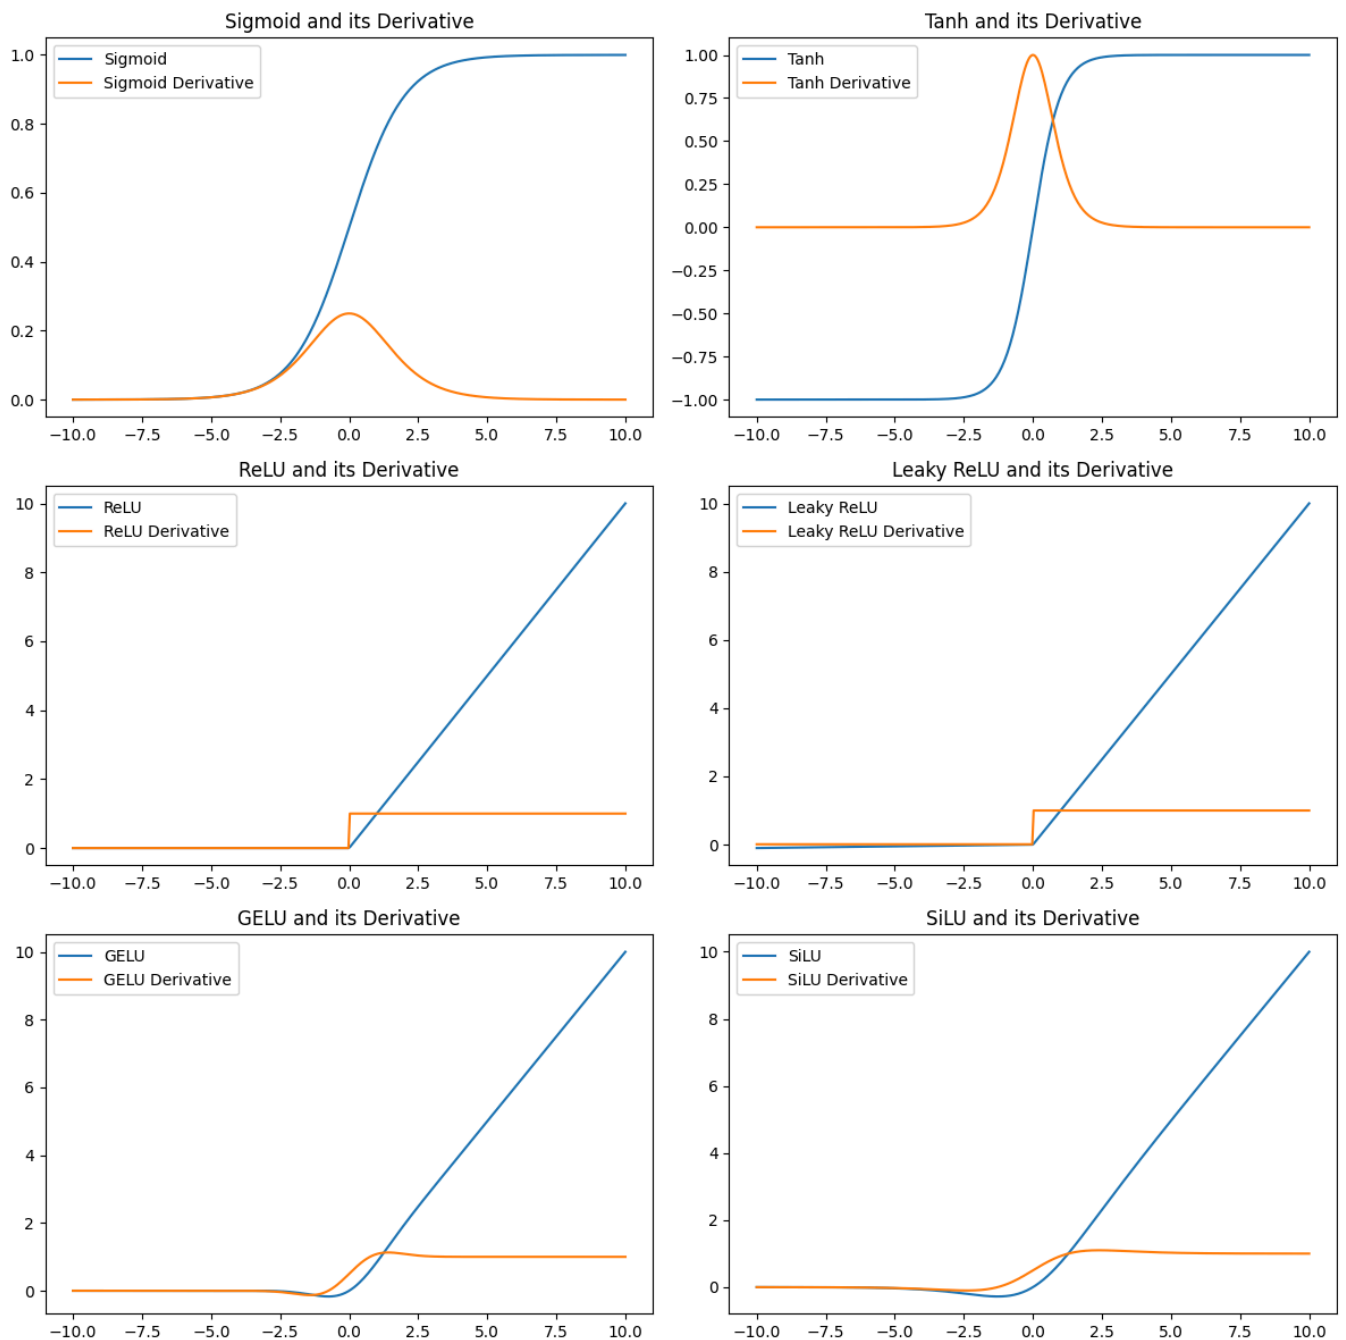 Sigmoid and its Derivative
1.0
0.8
0.6
0.4
0.2
0.0
Sigmoid
Sigmoid Derivative
−10.0 −7.5 −5.0 −2.5 0.0 2.5 5.0 7.5 10.0
Tanh and its Derivative
1.00
0.75
0.50
0.25
0.00
−0.25
−0.50
−0.75
−1.00
Tanh
Tanh Derivative
−10.0 −7.5 −5.0 −2.5 0.0 2.5 5.0 7.5 10.0
ReLU and its Derivative
10
8
6
4
2
0
ReLU
ReLU Derivative
−10.0 −7.5 −5.0 −2.5 0.0 2.5 5.0 7.5 10.0
Leaky ReLU and its Derivative
10
8
6
4
2
0
Leaky ReLU
Leaky ReLU Derivative
−10.0 −7.5 −5.0 −2.5 0.0 2.5 5.0 7.5 10.0
GELU and its Derivative
10
8
6
4
2
0
GELU
GELU Derivative
−10.0 −7.5 −5.0 −2.5 0.0 2.5 5.0 7.5 10.0
SiLU and its Derivative
10
8
6
4
2
0
SiLU
SiLU Derivative
−10.0 −7.5 −5.0 −2.5 0.0 2.5 5.0 7.5 10.0